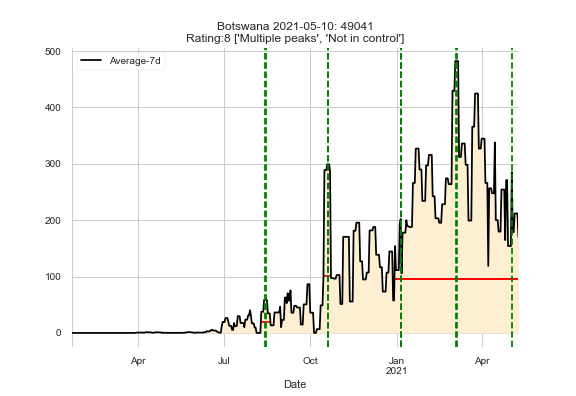 Botswana 2021-05-10: 49041
Rating:8 ['Multiple peaks', 'Not in control']
Average-7d
500
400
300
200
100
0
Apr
Jul
Oct
Jan
2021
Apr
Date